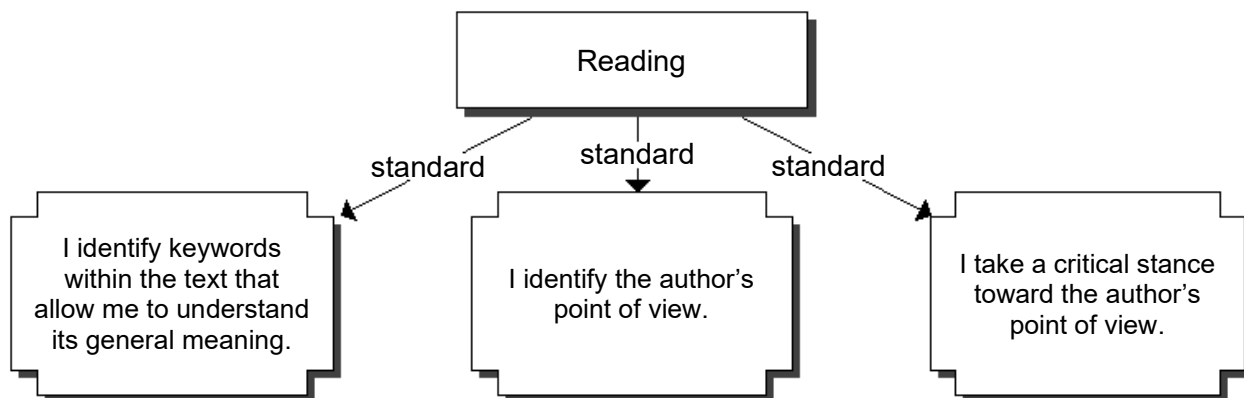 Reading
standard
standard
standard
I identify keywords
within the text that
allow me to understand
its general meaning.
I identify the author’s
point of view.
I take a critical stance
toward the author’s
point of view.